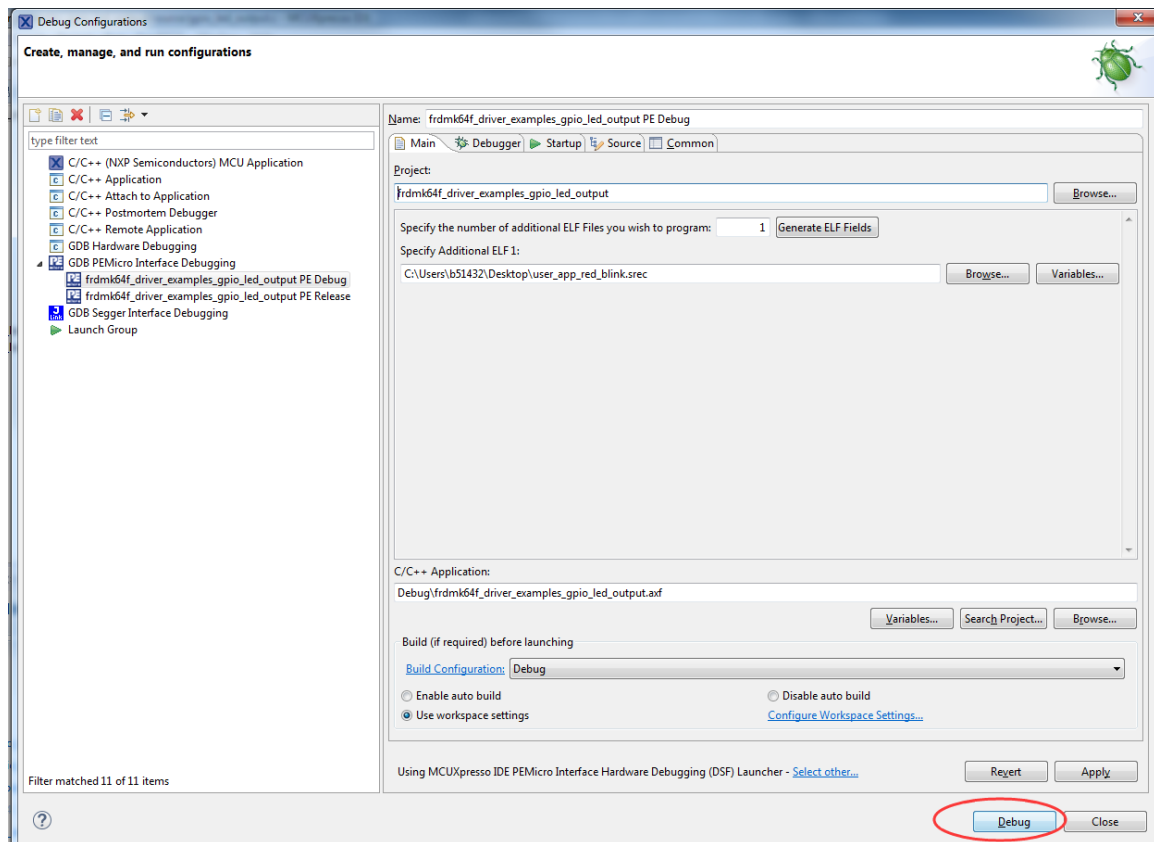 Debug Configurations
Create, manage, and run configurations
type filter text
C/C++ (NXP Semiconductors) MCU Application
C/C++ Application
C/C++ Attach to Application
C/C++ Postmortem Debugger
C/C++ Remote Application
GDB Hardware Debugging
GDB PEMicro Interface Debugging
frdmk64f_driver_examples_gpio_led_output PE Debug
frdmk64f_driver_examples_gpio_led_output PE Release
GDB Segger Interface Debugging
Launch Group
Filter matched 11 of 11 items
Name: frdmk64f_driver_examples_gpio_led_output PE Debug
Main Debugger Startup Source Common
Project:
frdmk64f_driver_examples_gpio_led_output Browse...
Specify the number of additional ELF Files you wish to program: 1 Generate ELF Fields
Specify Additional ELF 1:
C:\Users\b51432\Desktop\user_app_red_blink.srec Browse... Variables...
C/C++ Application:
Debug\frdmk64f_driver_examples_gpio_led_output.axf
Variables... Search Project... Browse...
Build (if required) before launching
Build Configuration: Debug
Enable auto build Disable auto build
Use workspace settings Configure Workspace Settings...
Using MCUXpresso IDE PEMicro Interface Hardware Debugging (DSF) Launcher - Select other... Revert Apply
Debug Close